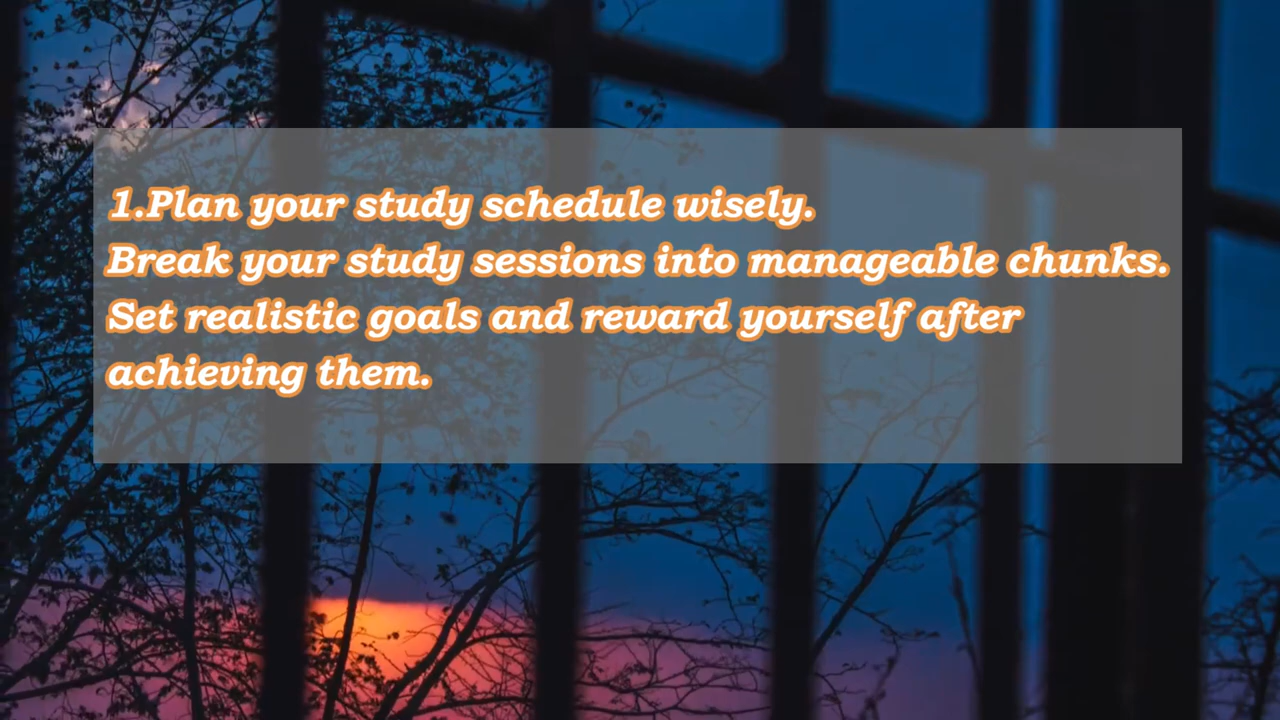 1.Plan your study schedule wisely.
Break your study sessions into manageable chunks.
Set realistic goals and reward yourself after
achieving them.